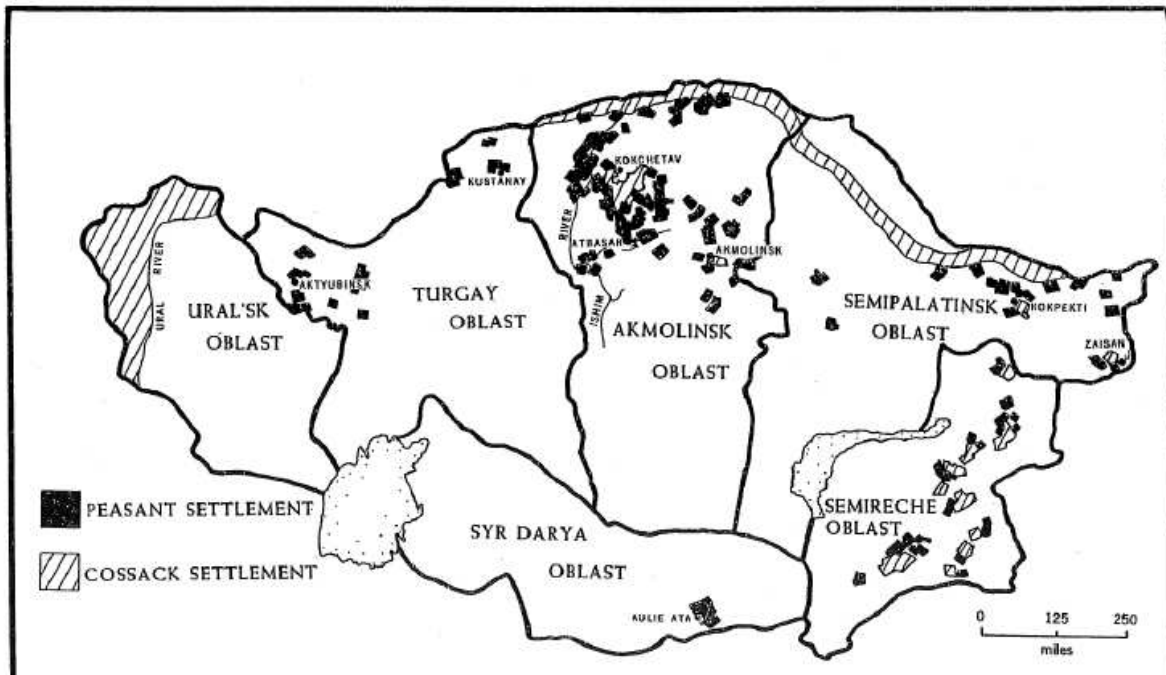 KOKCHETAV
KUSTANAY
RIVER
ATBASAR
AKMOLINSK
RIVER
URAL
AKTYUBINSK
URAL'SK
OBLAST
TURGAY
OBLAST
ISHIM
AKMOLINSK
OBLAST
SEMIPALATINSK
OBLAST
KOKPEKTI
ZAISAN
PEASANT SETTLEMENT
COSSACK SETTLEMENT
SYR DARYA
OBLAST
AULIE ATA
SEMIRECHE
OBLAST
0 125 250
miles